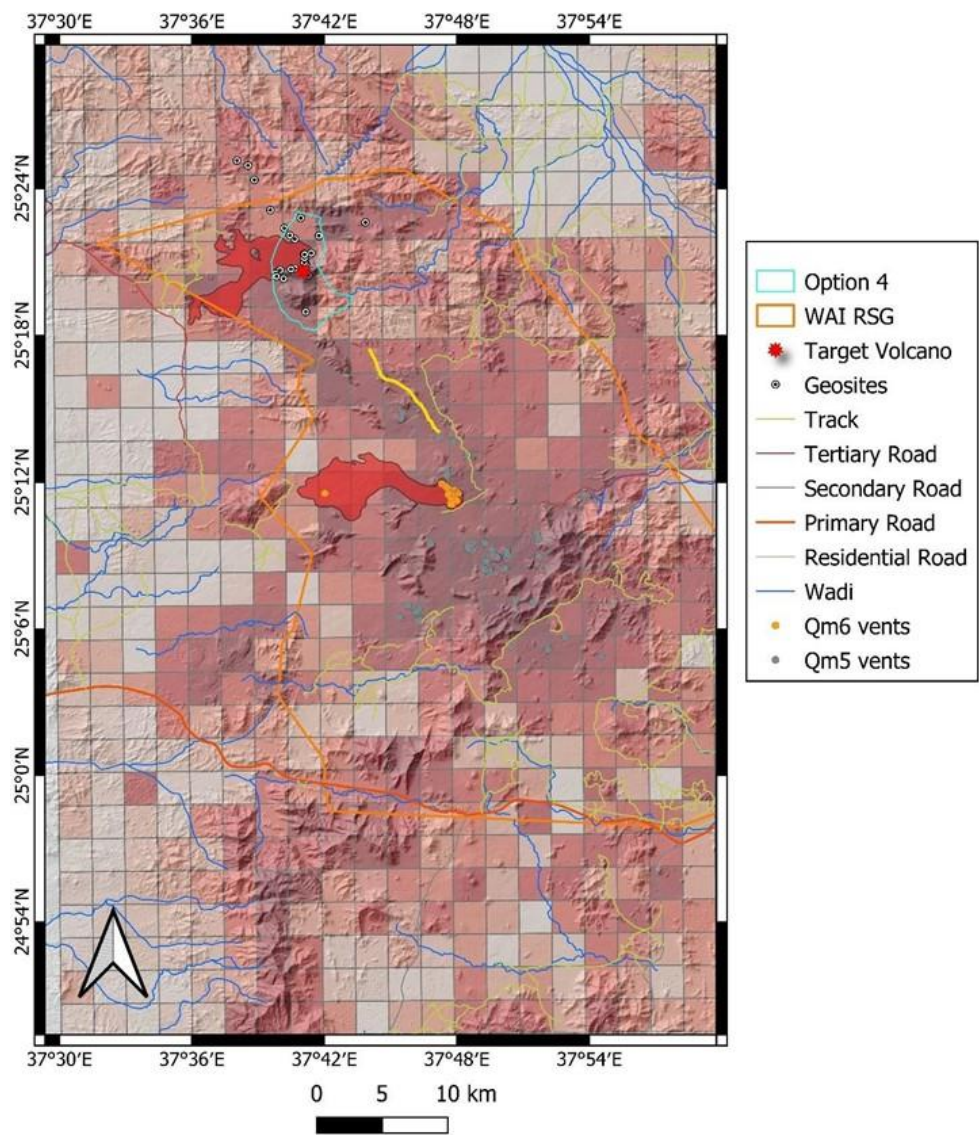 37°30′E 37°36′E 37°42′E 37°48′E 37°54′E
25°24′N
25°18′N
25°12′N
25°6′N
25°0′N
24°54′N
37°30′E 37°36′E 37°42′E 37°48′E 37°54′E
0 5 10 km
Option 4
WAI RSG
Target Volcano
Geosites
Track
Tertiary Road
Secondary Road
Primary Road
Residential Road
Wadi
Qm6 vents
Qm5 vents